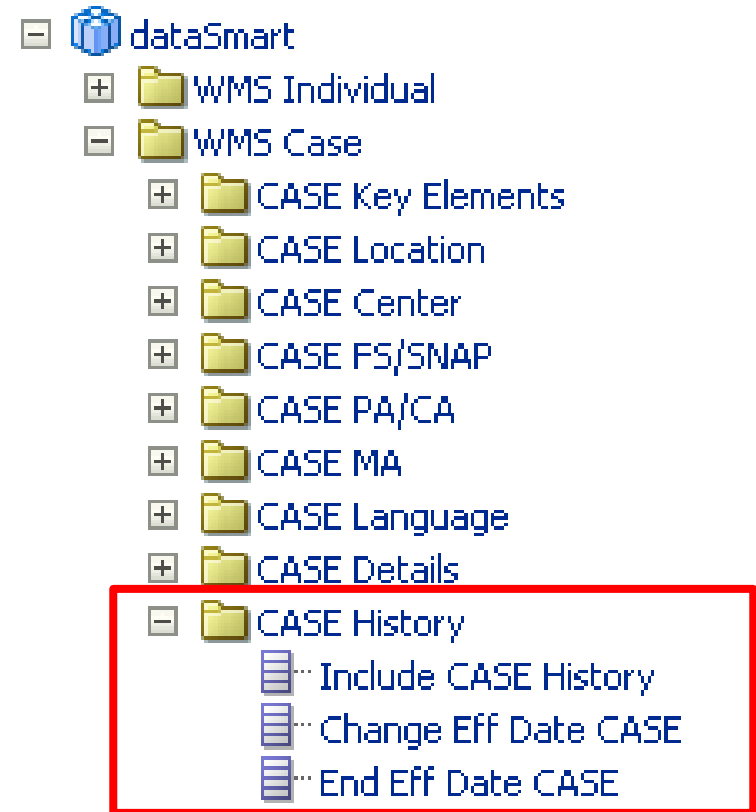 dataSmart
WMS Individual
WMS Case
CASE Key Elements
CASE Location
CASE Center
CASE FS/SNAP
CASE PA/CA
CASE MA
CASE Language
CASE Details
CASE History
Include CASE History
Change Eff Date CASE
End Eff Date CASE